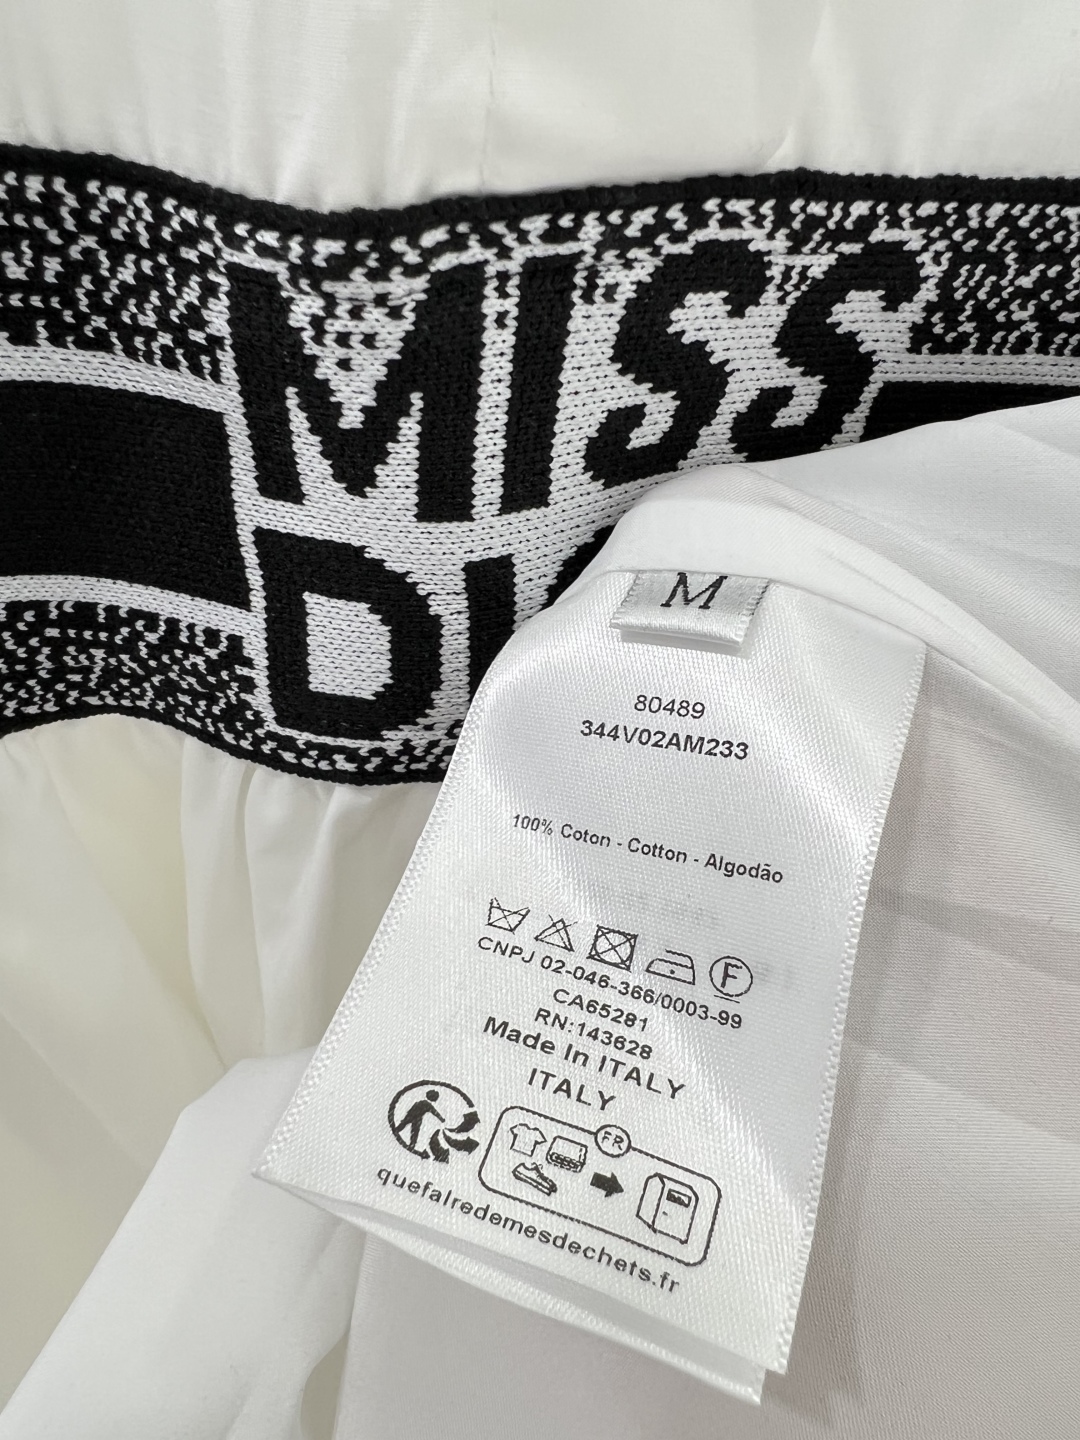 MISS
M
80489
344V02AM233
100% Coton - Cotton - Algodão
F
CNPJ 02-046-366/0003-99
CA65281
RN:143628
Made In ITALY
ITALY
FR
quefairedemesdechets.fr